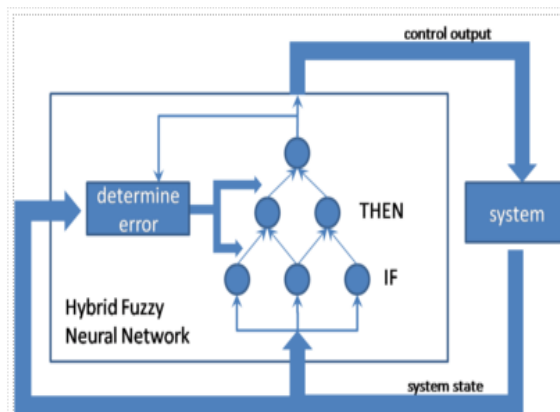 control output
determine
error
THEN
system
IF
Hybrid Fuzzy
Neural Network
system state